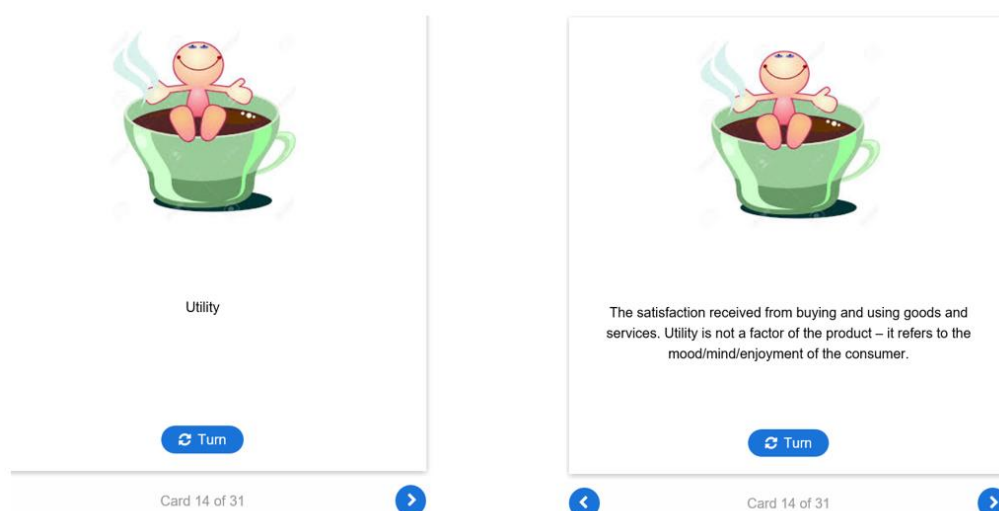 Utility
Turn
Card 14 of 31
The satisfaction received from buying and using goods and
services. Utility is not a factor of the product – it refers to the
mood/mind/enjoyment of the consumer.
Turn
Card 14 of 31